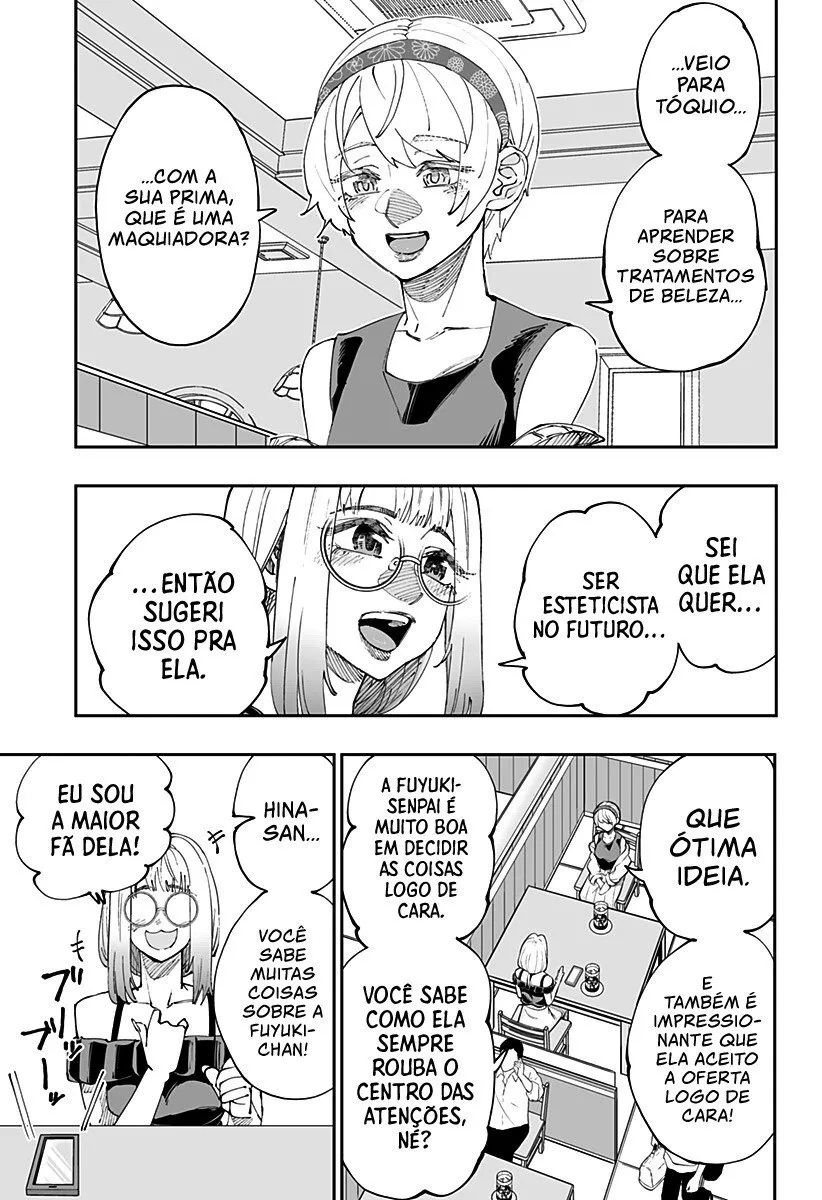 ...VEIO
PARA
TÓQUIO...
PARA
APRENDER
SOBRE
TRATAMENTOS
DE BELEZA...
...COM A
SUA PRIMA,
QUE É UMA
MAQUIADORA?
SEI
QUE ELA
QUER...
SER
ESTETICISTA
NO FUTURO...
...ENTÃO
SUGERI
ISSO PRA
ELA.
QUE
ÓTIMA
IDEIA.
E
TAMBÉM É
IMPRESSIO-
NANTE QUE
ELA ACEITO
A OFERTA
LOGO DE
CARA!
A FUYUKI-
SENPAI É
MUITO BOA
EM DECIDIR
AS COISAS
LOGO DE
CARA.
VOCÊ SABE
COMO ELA
SEMPRE
ROUBA O
CENTRO DAS
ATENÇÕES,
NÉ?
HINA-
SAN...
VOCÊ
SABE
MUITAS
COISAS
SOBRE A
FUYUKI-
CHAN!
EU SOU
A MAIOR
FÃ DELA!